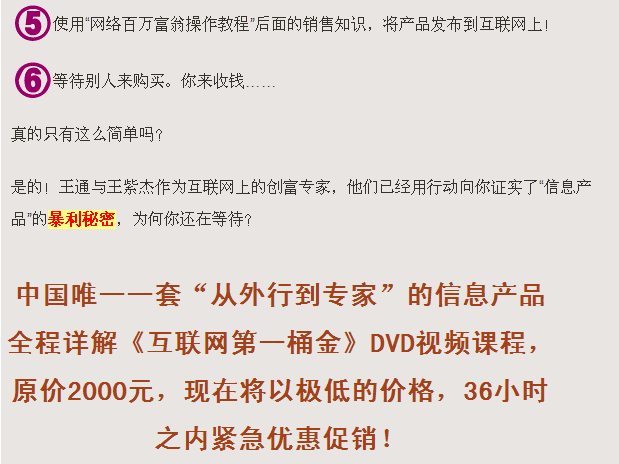 5 使用“网络百万富翁操作教程”后面的销售知识，将产品发布到互联网上！
6 等待别人来购买。你来收钱……
真的只有这么简单吗？
是的！王通与王紫杰作为互联网上的创富专家，他们已经用行动向你证实了“信息产
品”的暴利秘密，为何你还在等待？
中国唯一一套“从外行到专家”的信息产品
全程详解《互联网第一桶金》DVD视频课程，
原价2000元，现在将以极低的价格，36小时
之内紧急优惠促销！